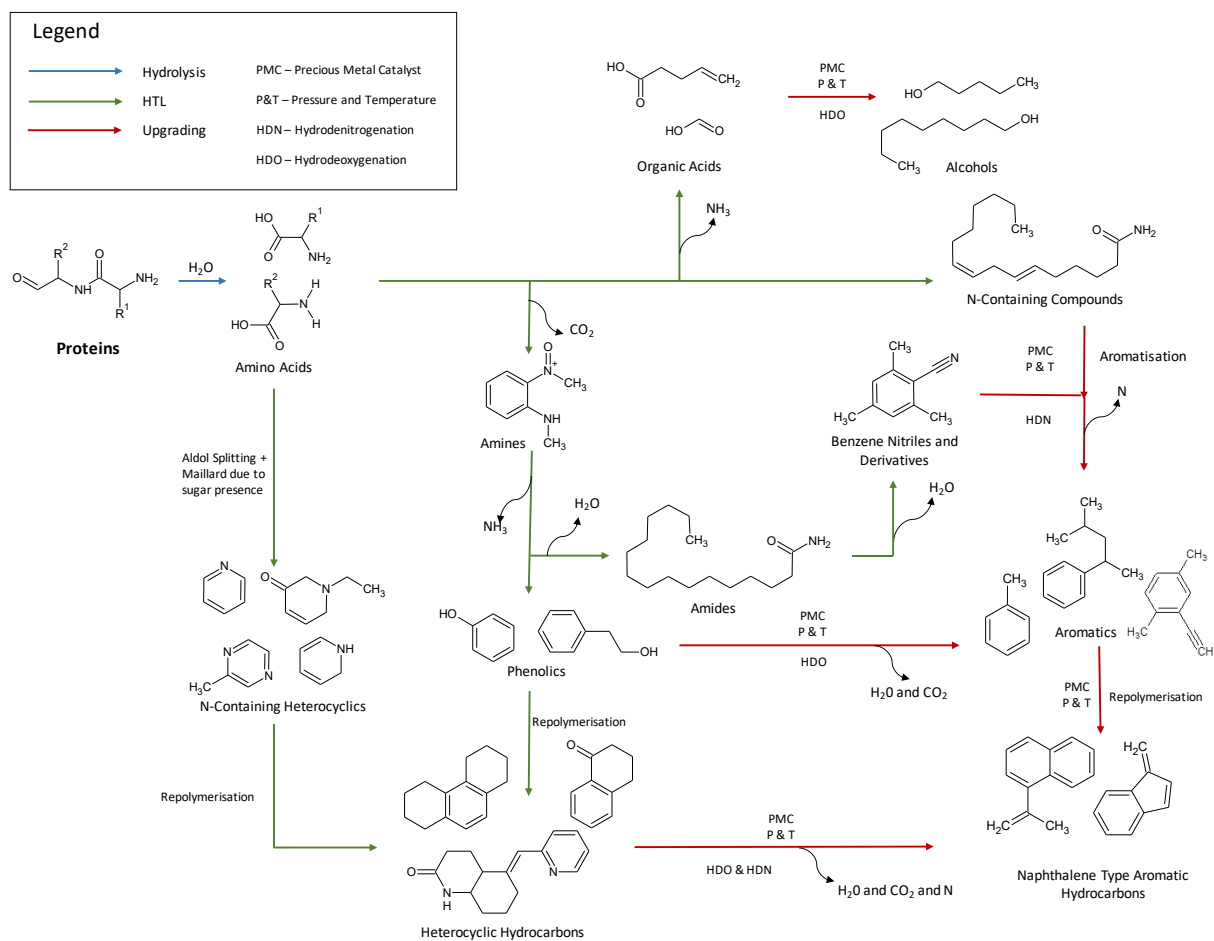 Legend
Hydrolysis
PMC – Precious Metal Catalyst
HTL
P&T – Pressure and Temperature
Upgrading
HDN – Hydrodenitrogenation
HDO – Hydrodeoxygenation
HO
O
CH2
HO
O
Organic Acids
PMC
P & T
HDO
HO
CH3
OH
CH3
Alcohols
NH3
O
R2
NH
O
R1
NH2
Proteins
H2O
HO
O
R1
NH2
R2
N
H
H
HO
O
Amino Acids
CO2
CH3
O
NH2
N-Containing Compounds
O
N+
CH3
NH
CH3
Amines
CH3
N
H3C
CH3
Benzene Nitriles and
Derivatives
PMC
P & T
Aromatisation
HDN
N
Aldol Splitting +
Maillard due to
sugar presence
NH3
H2O
CH3
O
NH2
Amides
H2O
N
O
N
CH3
N
N
H3C
NH
N-Containing Heterocyclics
HO
OH
Phenolics
PMC
P & T
HDO
H20 and CO2
CH3
H3C
CH3
CH3
CH3
H3C
CH
Aromatics
PMC
P & T
Repolymerisation
Repolymerisation
Repolymerisation
O
O
N
H
N
Heterocyclic Hydrocarbons
PMC
P & T
HDO & HDN
H20 and CO2 and N
H2C
CH3
H2C
Naphthalene Type Aromatic
Hydrocarbons